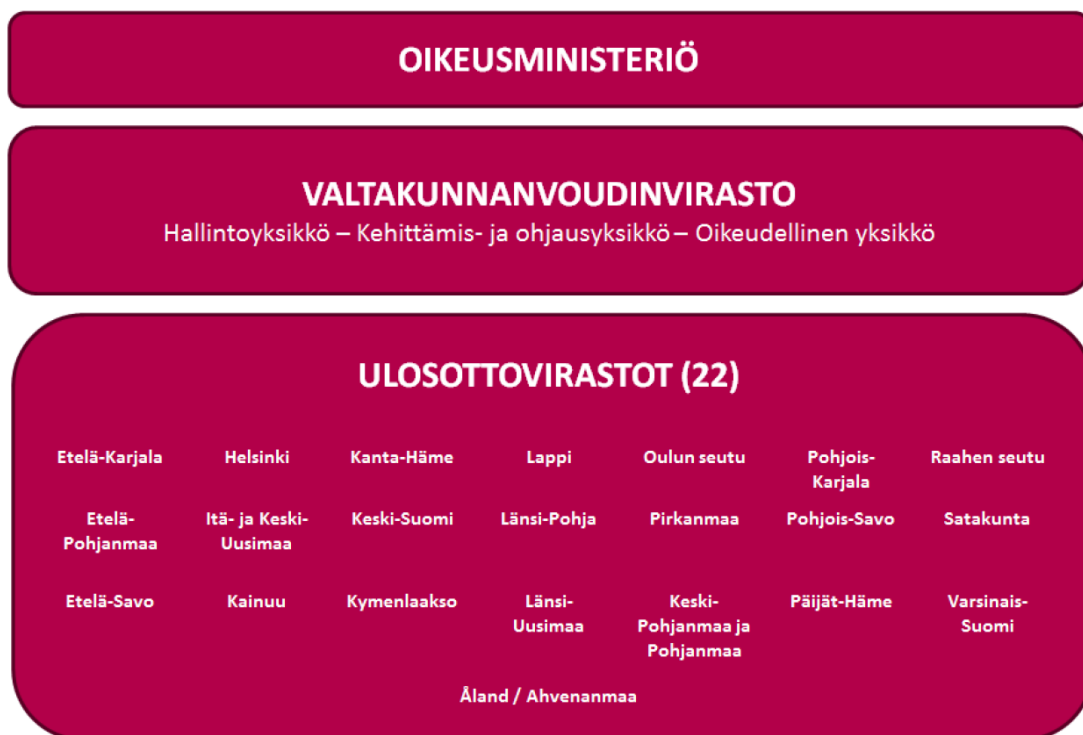 OIKEUSMINISTERIÖ
VALTAKUNNANVOUDINVIRASTO
Hallintoyksikkö – Kehittämis- ja ohjausyksikkö – Oikeudellinen yksikkö
ULOSOTTOVIRASTOT (22)
Etelä-Karjala
Helsinki
Kanta-Häme
Lappi
Oulun seutu
Pohjois-
Karjala
Raahen seutu
Etelä-
Pohjanmaa
Itä- ja Keski-
Uusimaa
Keski-Suomi
Länsi-Pohja
Pirkanmaa
Pohjois-Savo
Satakunta
Etelä-Savo
Kainuu
Kymenlaakso
Länsi-
Uusimaa
Keski-
Pohjanmaa ja
Pohjanmaa
Päijät-Häme
Varsinais-
Suomi
Åland / Ahvenanmaa